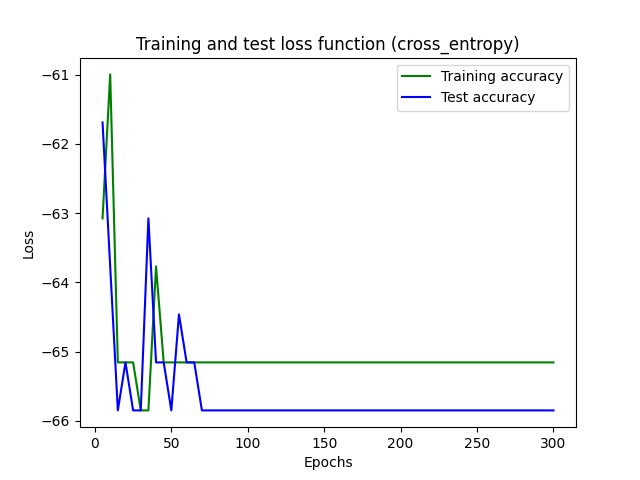 Training and test loss function (cross_entropy)
Training accuracy
Test accuracy
Loss
−61
−62
−63
−64
−65
−66
0 50 100 150 200 250 300
Epochs